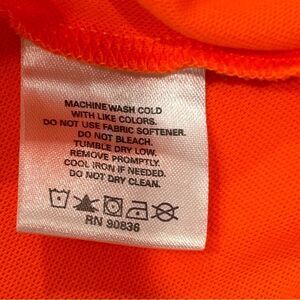 MACHINE WASH COLD
WITH LIKE COLORS.
DO NOT USE FABRIC SOFTENER.
DO NOT BLEACH.
TUMBLE DRY LOW.
REMOVE PROMPTLY.
COOL IRON IF NEEDED.
DO NOT DRY CLEAN.
RN 90836